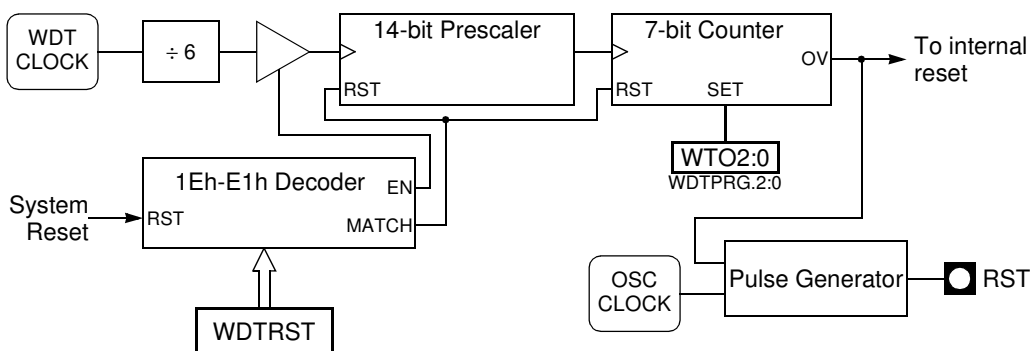 WDT
CLOCK
÷ 6
14-bit Prescaler
RST
7-bit Counter
OV
RST
SET
To internal
reset
WTO2:0
WDTPRG.2:0
1Eh-E1h Decoder
EN
RST
MATCH
System
Reset
WDTRST
OSC
CLOCK
Pulse Generator
RST